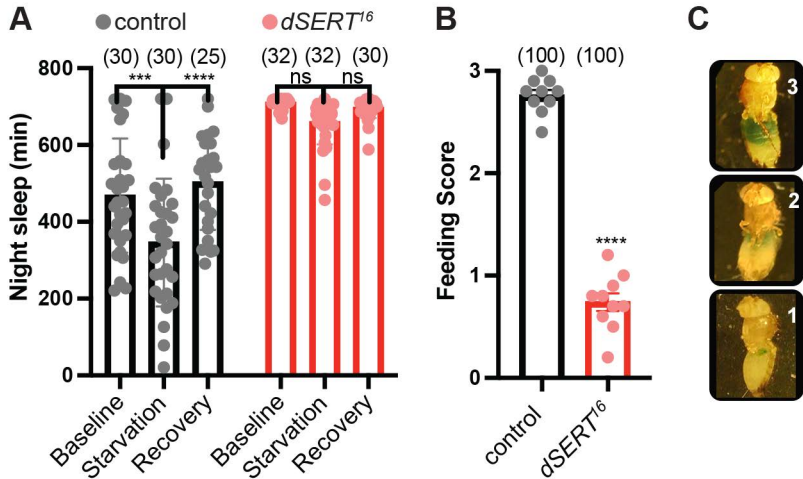 A
control
dSERT¹⁶
(30) (30) (25)
(32) (32) (30)
*** ****
ns ns
Night sleep (min)
800
600
400
200
0
Baseline
Starvation
Recovery
Baseline
Starvation
Recovery
B
(100) (100)
Feeding Score
3
2
1
0
****
control
dSERT¹⁶
C
3
2
1